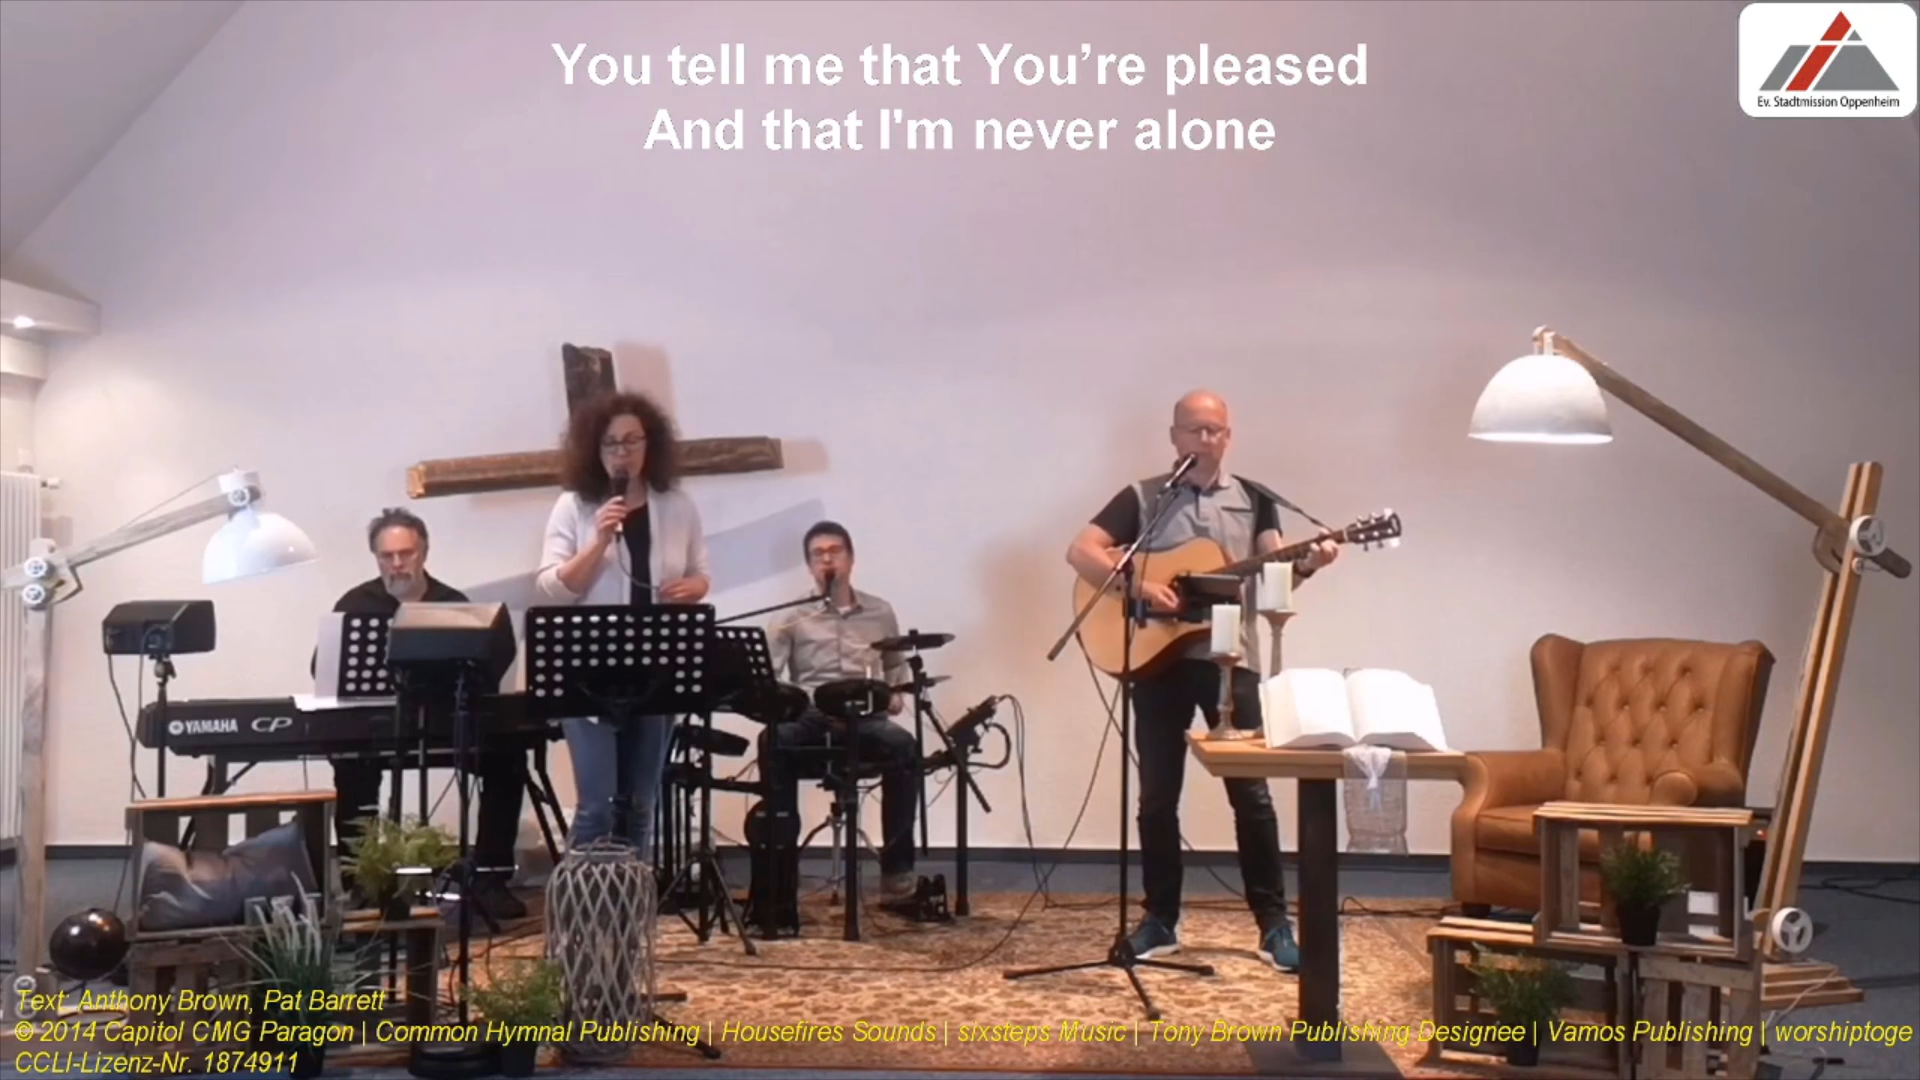 You tell me that You’re pleased
And that I'm never alone
Ev. Stadtmission Oppenheim
YAMAHA CP
Text: Anthony Brown, Pat Barrett
© 2014 Capitol CMG Paragon | Common Hymnal Publishing | Housefires Sounds | sixsteps Music | Tony Brown Publishing Designee | Vamos Publishing | worshiptoge
CCLI-Lizenz-Nr. 1874911